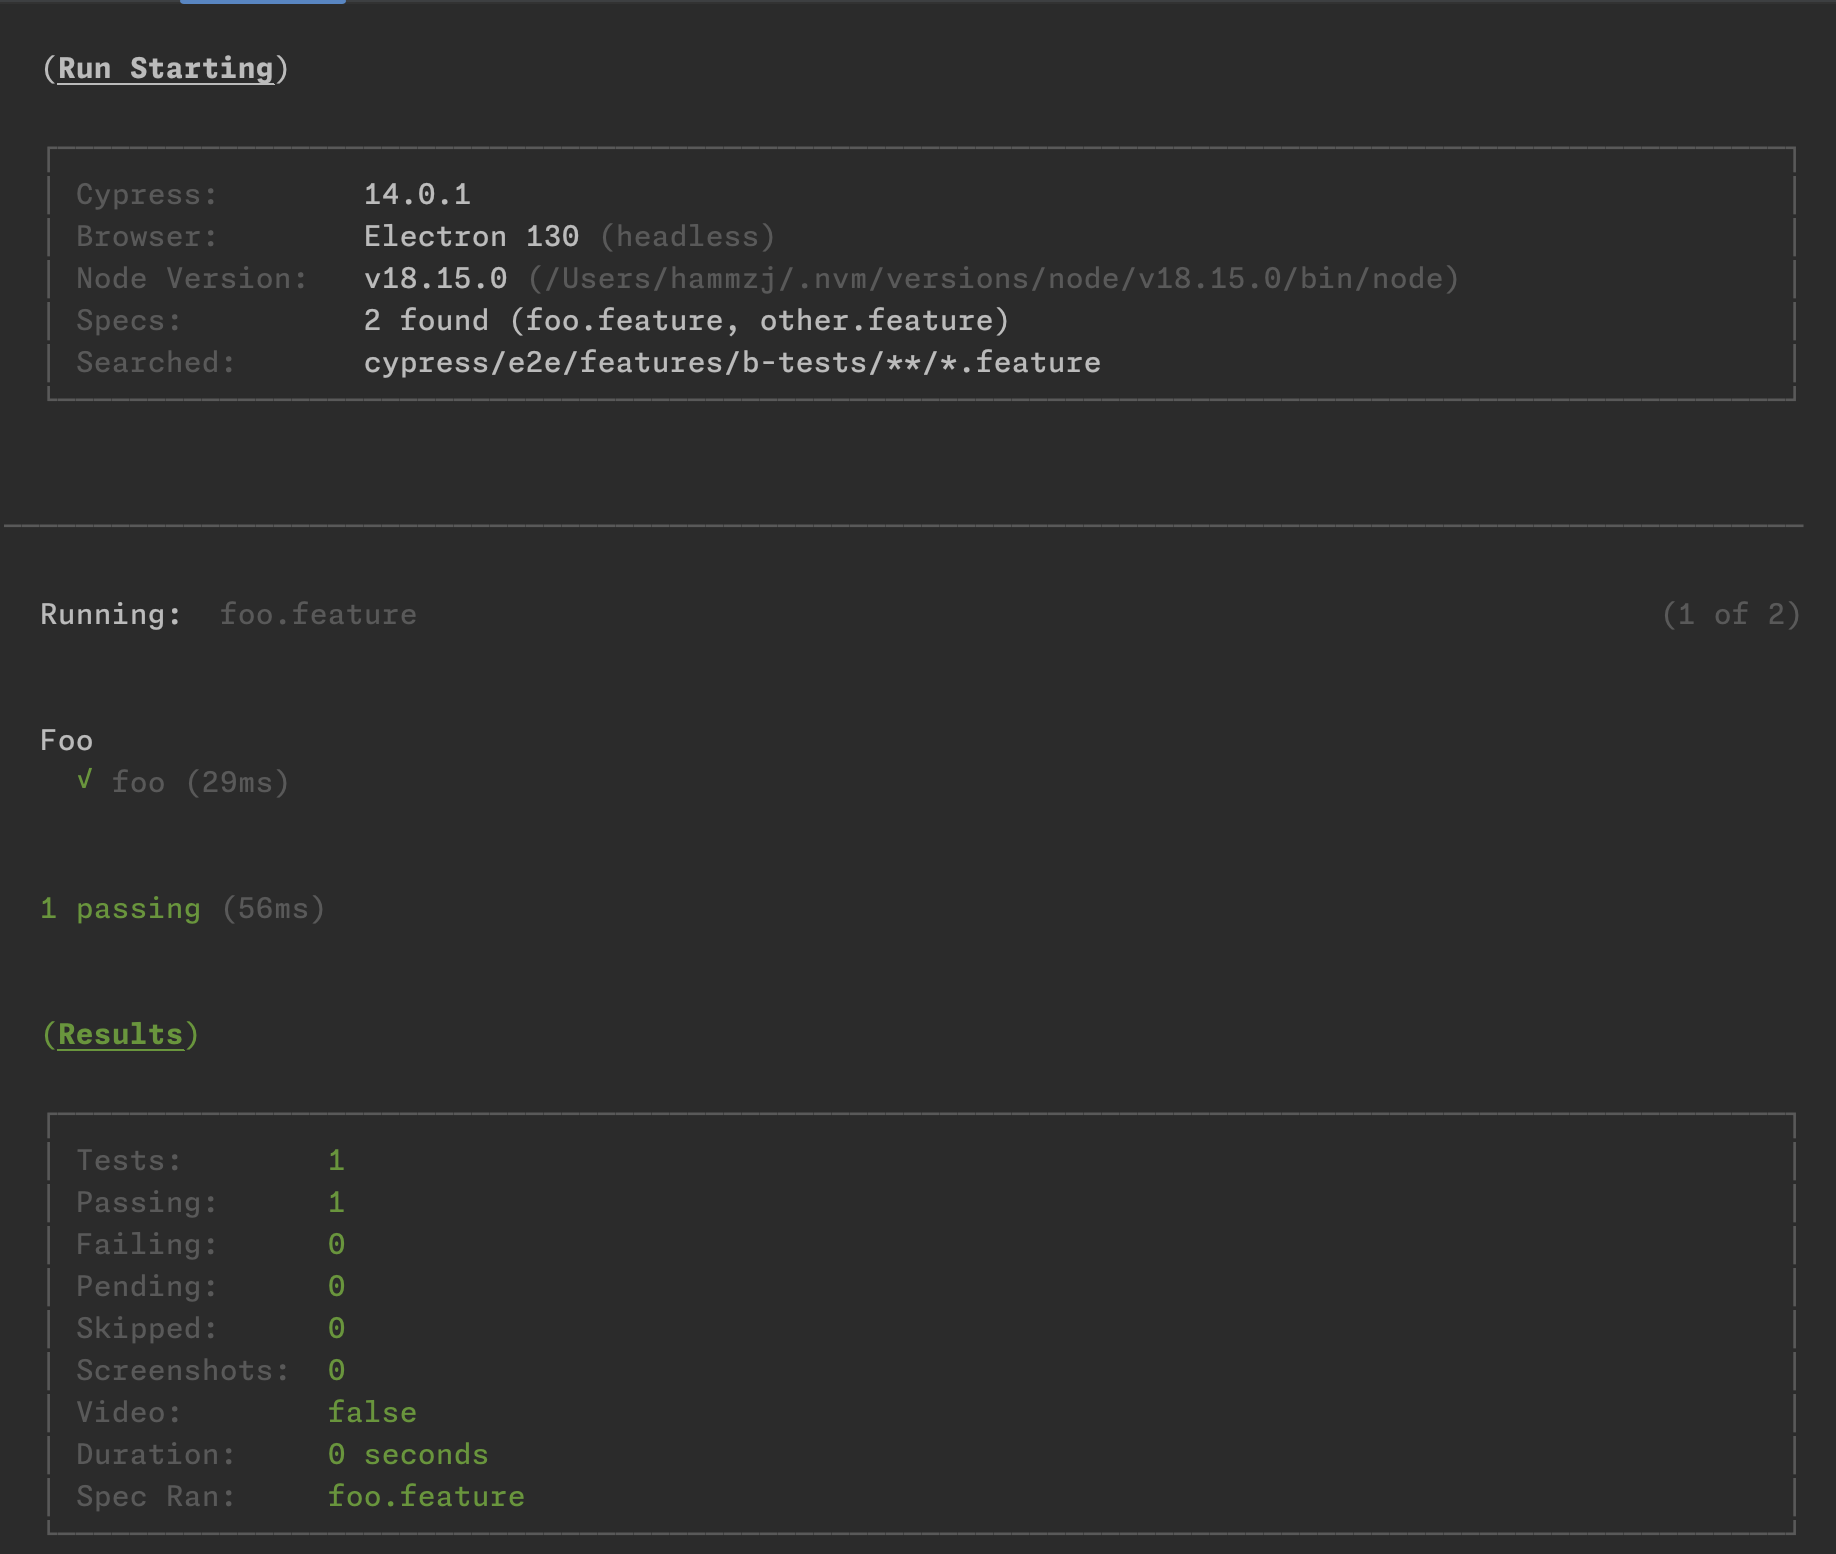 (Run Starting)
Cypress: 14.0.1
Browser: Electron 130 (headless)
Node Version: v18.15.0 (/Users/hammzj/.nvm/versions/node/v18.15.0/bin/node)
Specs: 2 found (foo.feature, other.feature)
Searched: cypress/e2e/features/b-tests/**/*.feature
Running: foo.feature (1 of 2)
Foo
√ foo (29ms)
1 passing (56ms)
(Results)
Tests: 1
Passing: 1
Failing: 0
Pending: 0
Skipped: 0
Screenshots: 0
Video: false
Duration: 0 seconds
Spec Ran: foo.feature